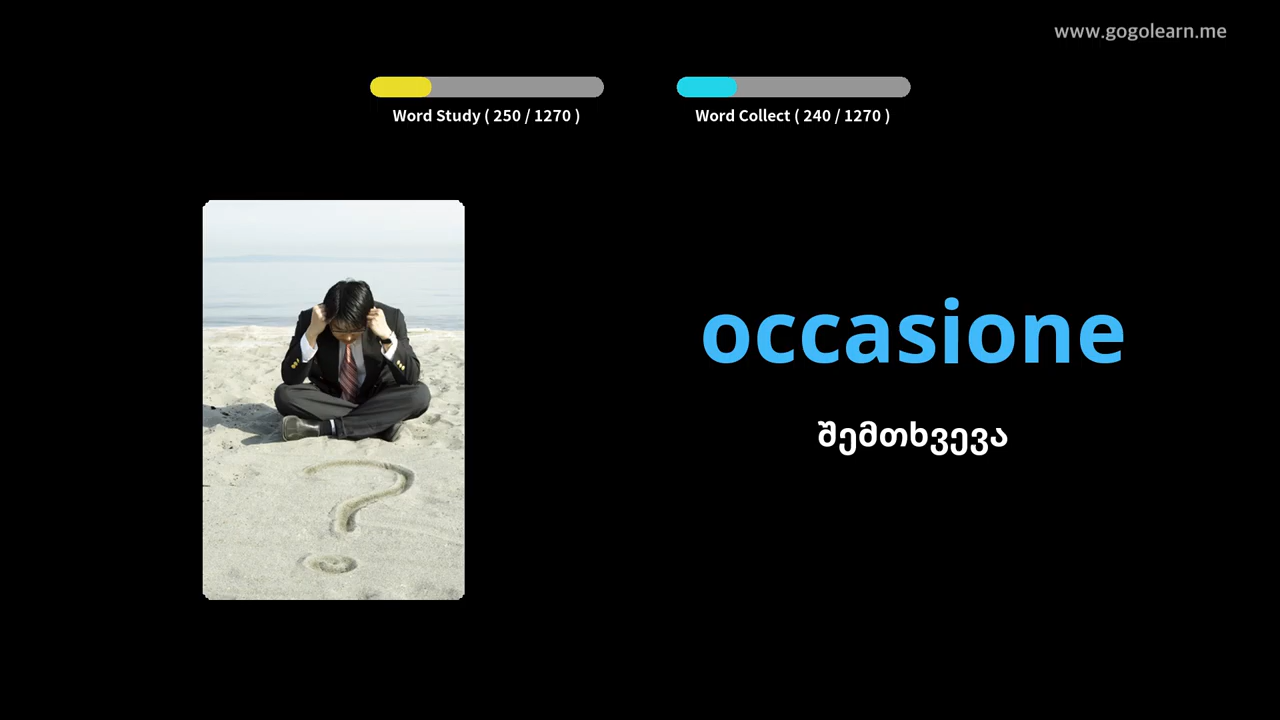 www.gogolearn.me
Word Study ( 250 / 1270 )
Word Collect ( 240 / 1270 )
occasione
შემთხვევა
?